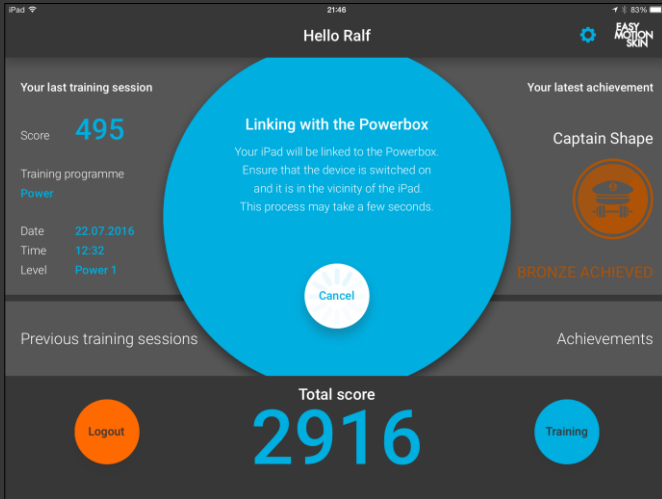 iPad 21:46 83%
Hello Ralf
EASY
MOTION
SKIN
Your last training session
Score 495
Training programme
Power
Date 22.07.2016
Time 12:32
Level Power 1
Linking with the Powerbox
Your iPad will be linked to the Powerbox.
Ensure that the device is switched on
and it is in the vicinity of the iPad.
This process may take a few seconds.
Cancel
Your latest achievement
Captain Shape
BRONZE ACHIEVED
Previous training sessions
Achievements
Total score
2916
Logout
Training